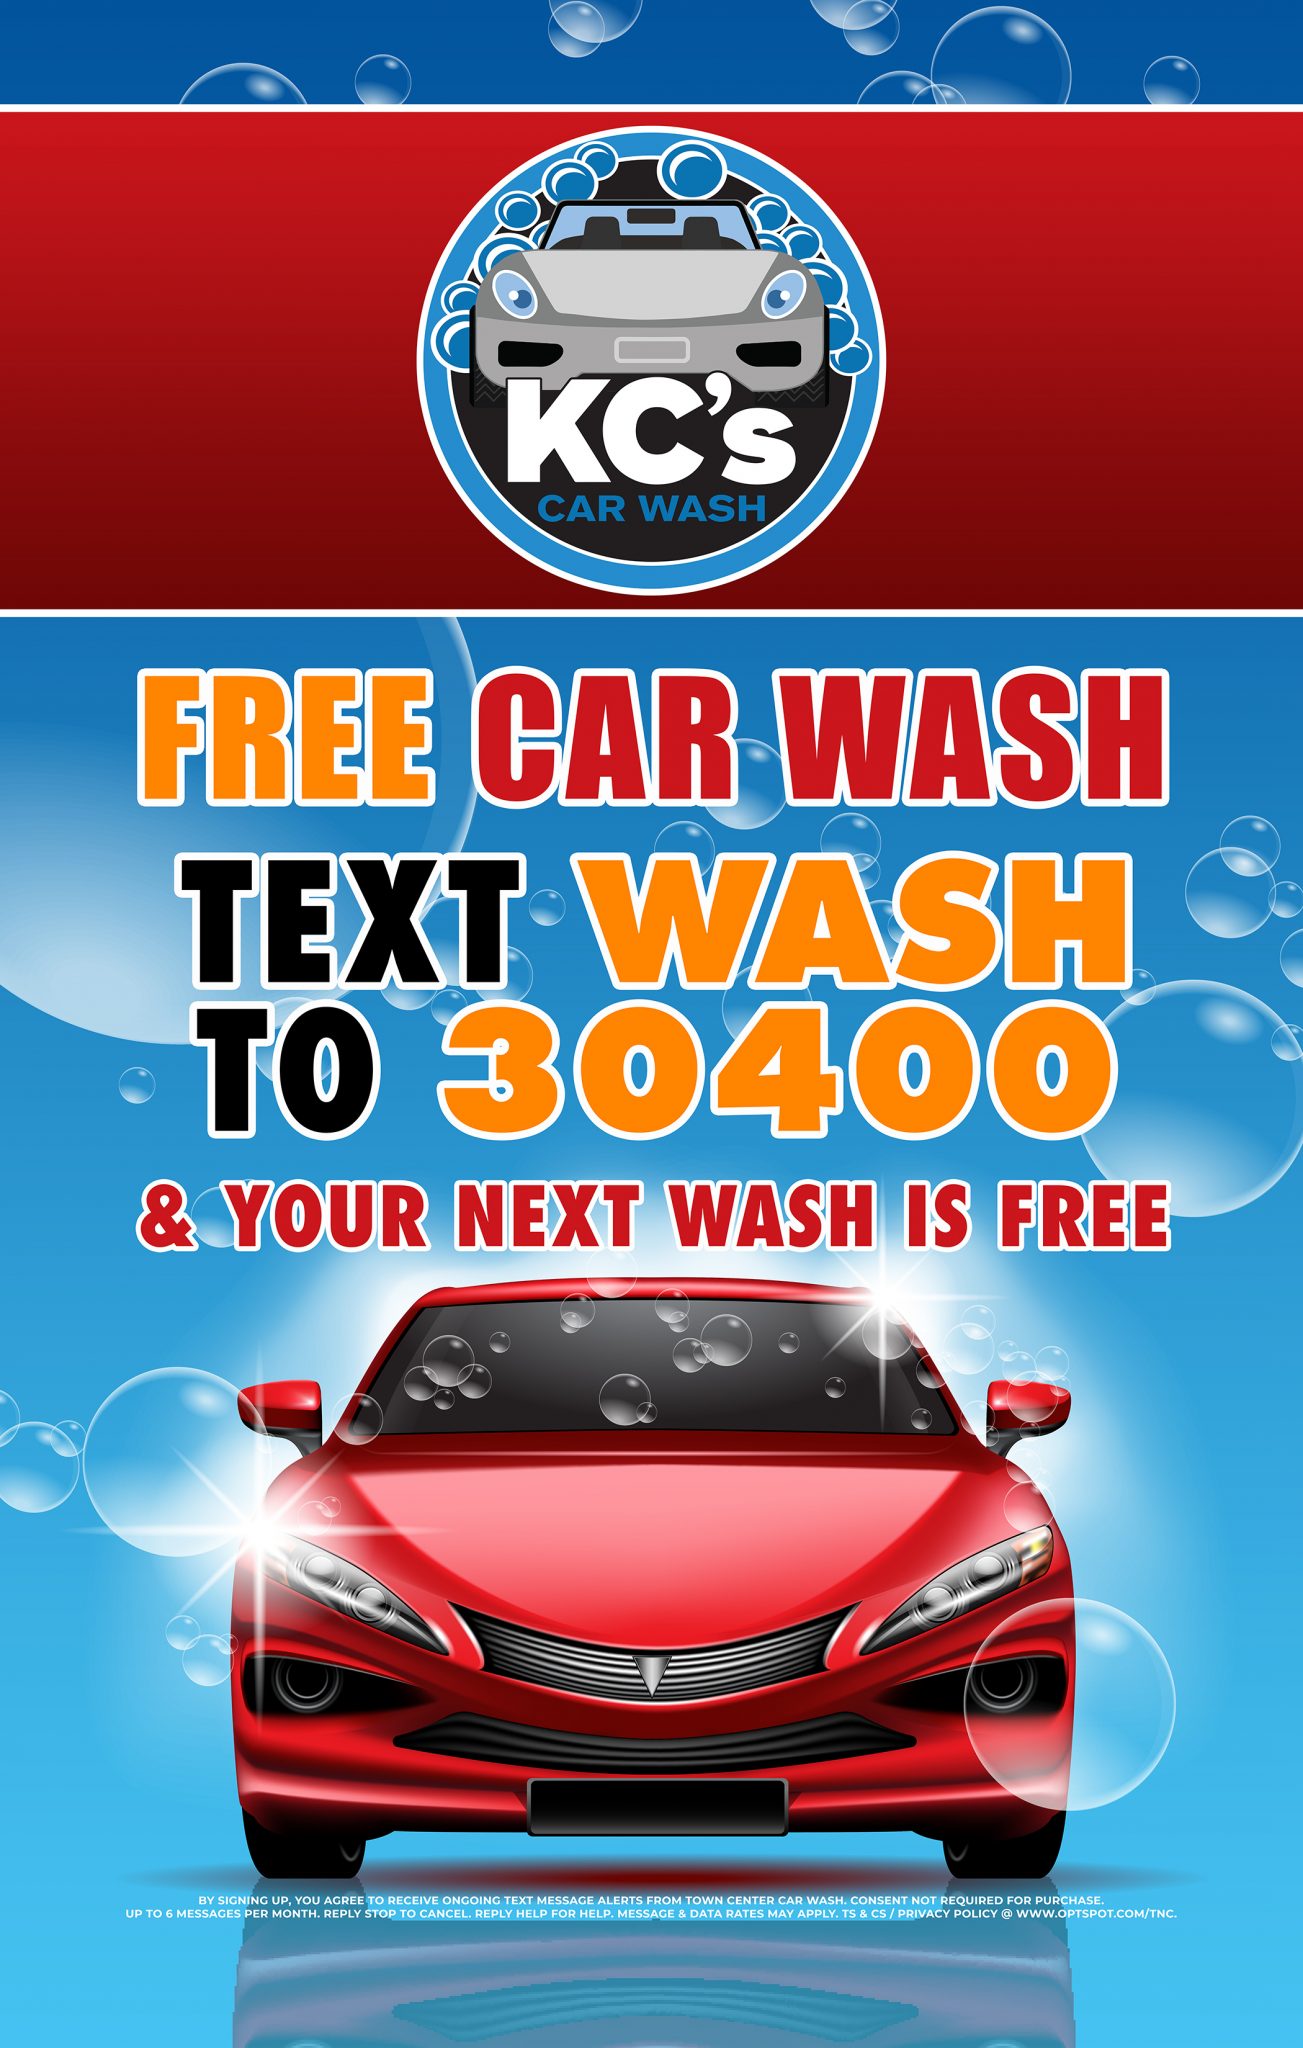 KC's
CAR WASH
FREE CAR WASH
TEXT WASH
TO 30400
& YOUR NEXT WASH IS FREE
BY SIGNING UP, YOU AGREE TO RECEIVE ONGOING TEXT MESSAGE ALERTS FROM TOWN CENTER CAR WASH. CONSENT NOT REQUIRED FOR PURCHASE.
UP TO 6 MESSAGES PER MONTH. REPLY STOP TO CANCEL. REPLY HELP FOR HELP. MESSAGE & DATA RATES MAY APPLY. TS & CS / PRIVACY POLICY @ WWW.OPTSPOT.COM/TNC.